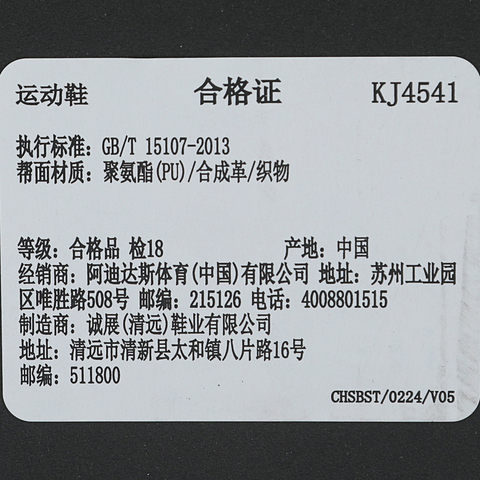 运动鞋 合格证 KJ4541
执行标准: GB/T 15107-2013
帮面材质: 聚氨酯(PU)/合成革/织物
等级: 合格品 检18 产地: 中国
经销商: 阿迪达斯体育(中国)有限公司 地址: 苏州工业园
区唯胜路508号 邮编: 215126 电话: 4008801515
制造商: 诚展(清远)鞋业有限公司
地址: 清远市清新县太和镇八片路16号
邮编: 511800
CHSBST/0224/V05